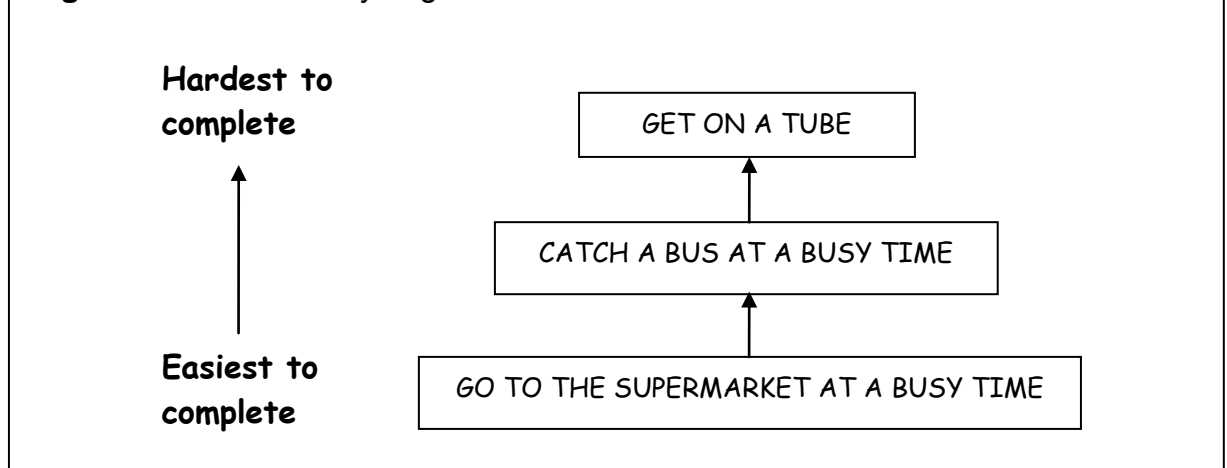 Hardest to
complete
GET ON A TUBE
CATCH A BUS AT A BUSY TIME
Easiest to
complete
GO TO THE SUPERMARKET AT A BUSY TIME